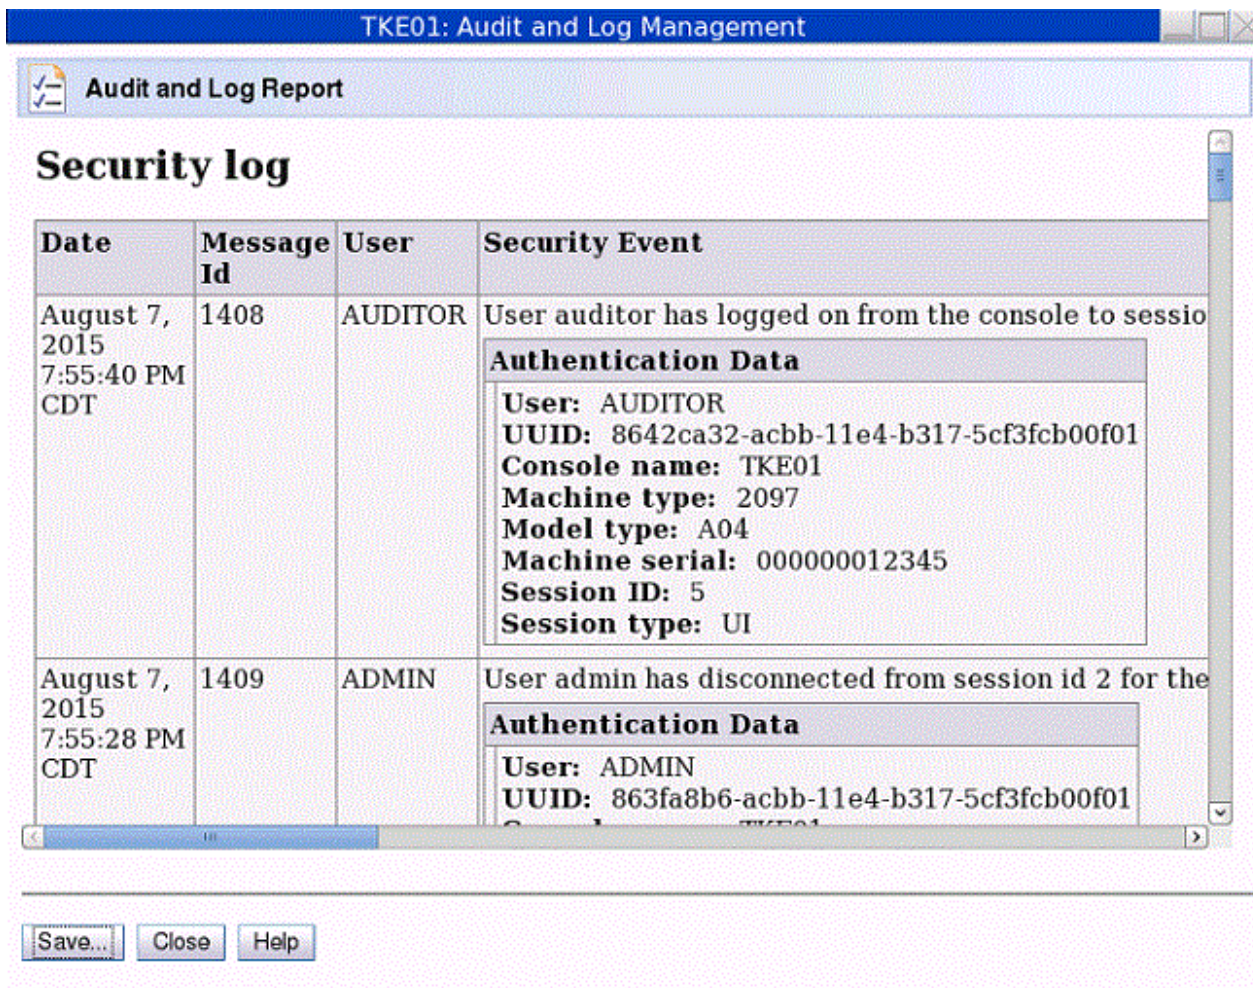 TKE01: Audit and Log Management
Audit and Log Report
Security log
Date
Message
Id
User
Security Event
August 7,
2015
7:55:40 PM
CDT
1408
AUDITOR
User auditor has logged on from the console to sessio
Authentication Data
User: AUDITOR
UUID: 8642ca32-acbb-11e4-b317-5cf3fcb00f01
Console name: TKE01
Machine type: 2097
Model type: A04
Machine serial: 000000012345
Session ID: 5
Session type: UI
August 7,
2015
7:55:28 PM
CDT
1409
ADMIN
User admin has disconnected from session id 2 for the
Authentication Data
User: ADMIN
UUID: 863fa8b6-acbb-11e4-b317-5cf3fcb00f01
Save...
Close
Help